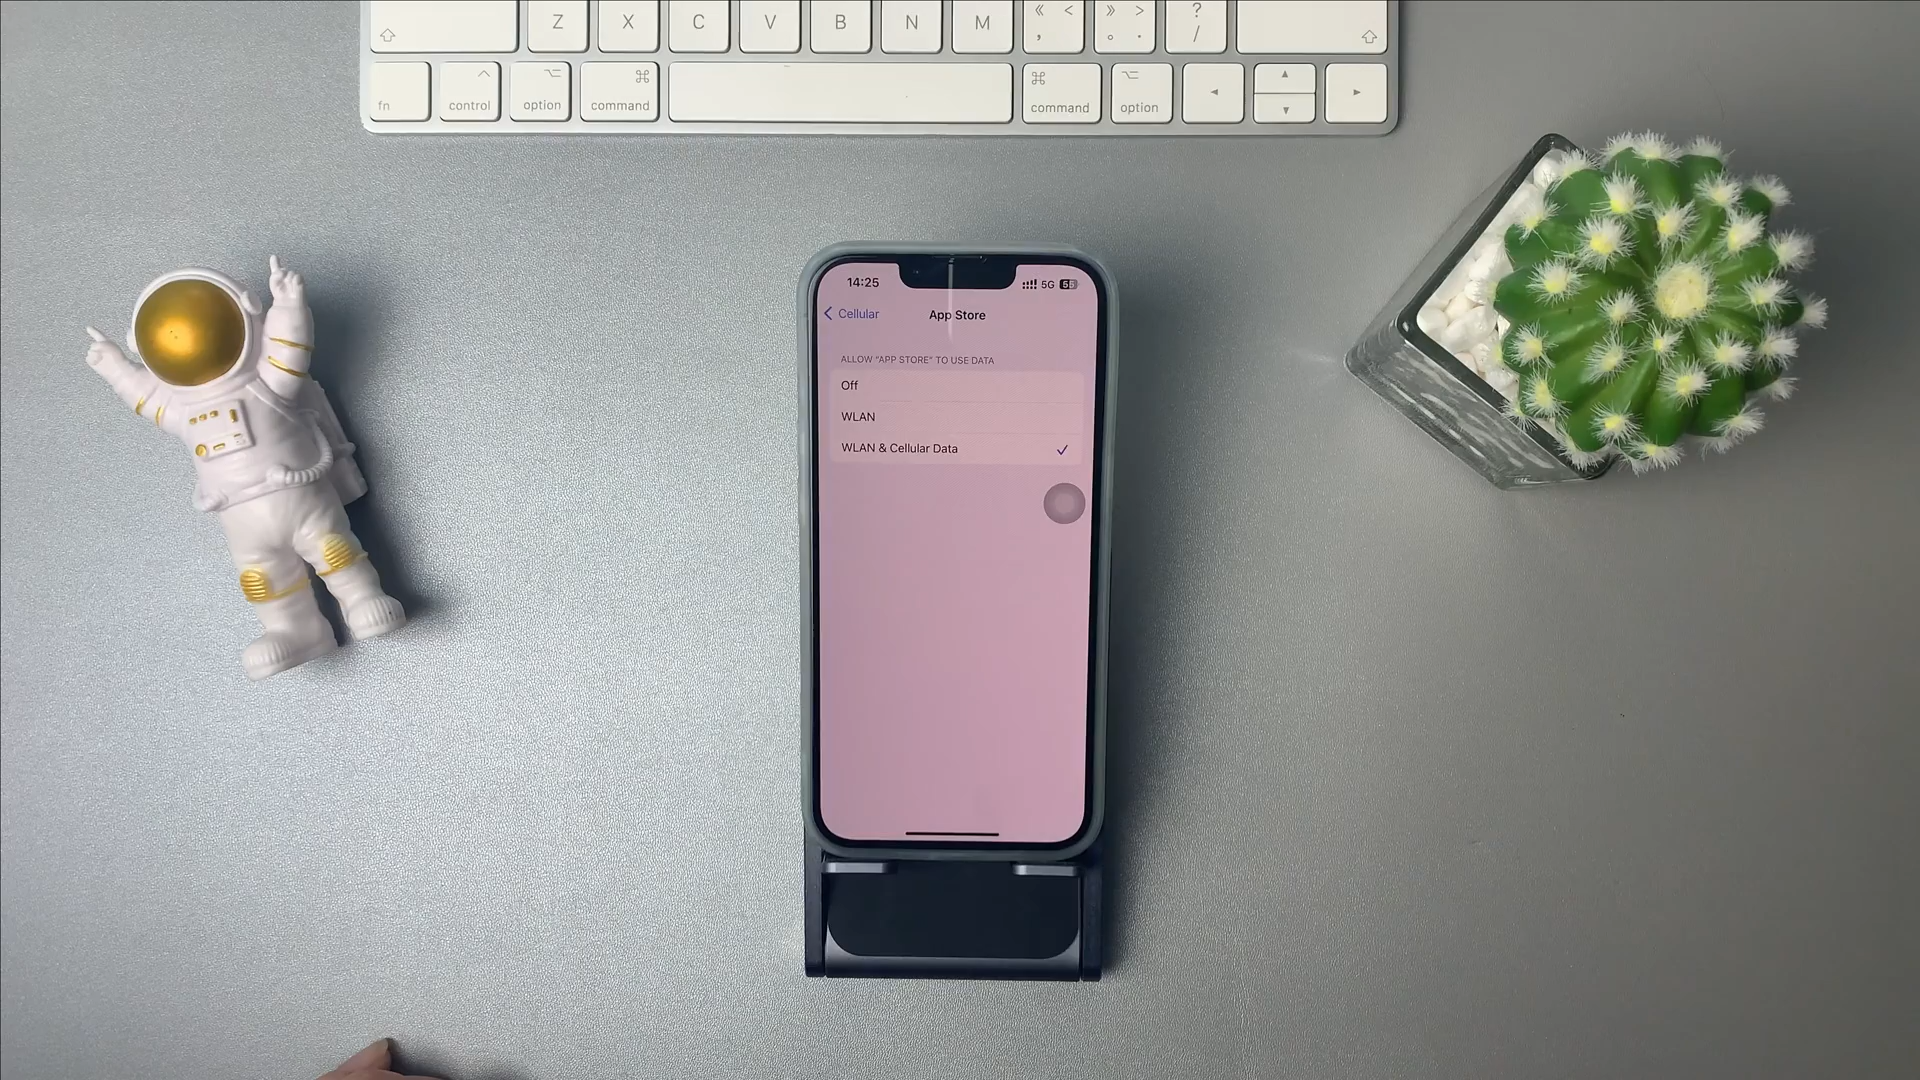 Z X C V B N M « < , » > 。 . ? /
fn control option command command option
14:25 5G
Cellular App Store
ALLOW “APP STORE” TO USE DATA
Off
WLAN
WLAN & Cellular Data